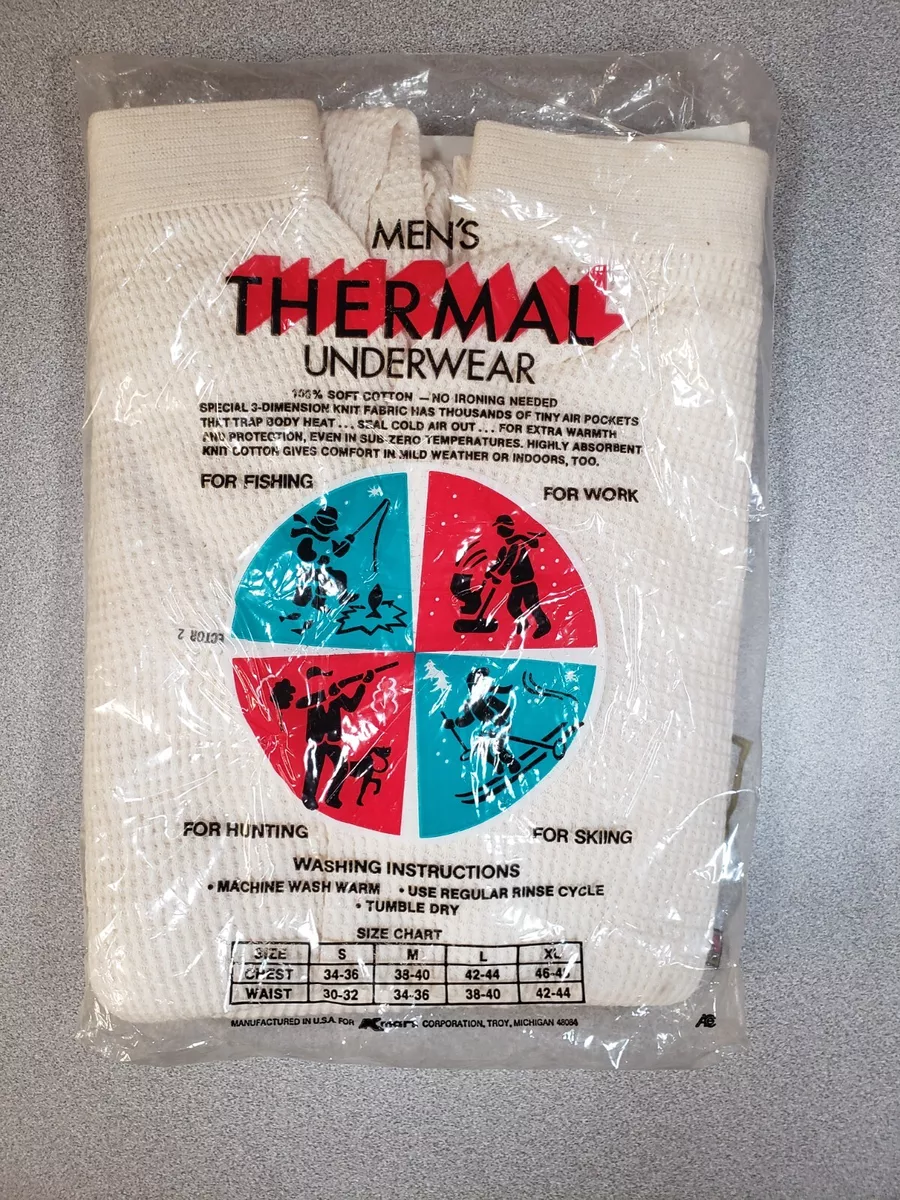 MEN'S
THERMAL
UNDERWEAR
100% SOFT COTTON — NO IRONING NEEDED
SPECIAL 3-DIMENSION KNIT FABRIC HAS THOUSANDS OF TINY AIR POCKETS
THAT TRAP BODY HEAT . . . SEAL COLD AIR OUT . . . FOR EXTRA WARMTH
AND PROTECTION, EVEN IN SUB-ZERO TEMPERATURES. HIGHLY ABSORBENT
KNIT COTTON GIVES COMFORT IN MILD WEATHER OR INDOORS, TOO.
FOR FISHING FOR WORK
ECTOR 2
FOR HUNTING FOR SKIING
WASHING INSTRUCTIONS
• MACHINE WASH WARM • USE REGULAR RINSE CYCLE
• TUMBLE DRY
SIZE CHART
SIZE S M L XL
CHEST 34-36 38-40 42-44 46-48
WAIST 30-32 34-36 38-40 42-44
MANUFACTURED IN U.S.A. FOR Kmart CORPORATION, TROY, MICHIGAN 48084